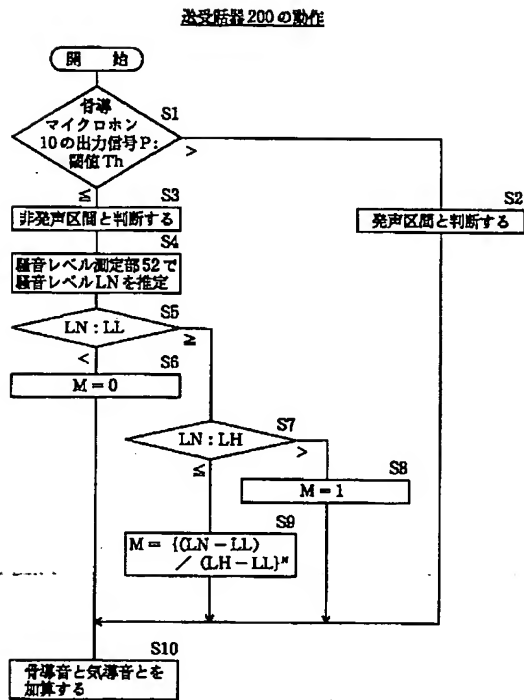 送受話器200の動作
開 始
S1
骨導
マイクロホン
10の出力信号P:
閾値Th
>
≦
S3
非発声区間と判断する
S2
発声区間と判断する
S4
騒音レベル測定部52で
騒音レベルLNを推定
S5
LN:LL
≧
<
S6
M=0
S7
LN:LH
>
≦
S8
M=1
S9
M= {(LN-LL)
/ (LH-LL)}ᴺ
S10
骨導音と気導音とを
加算する